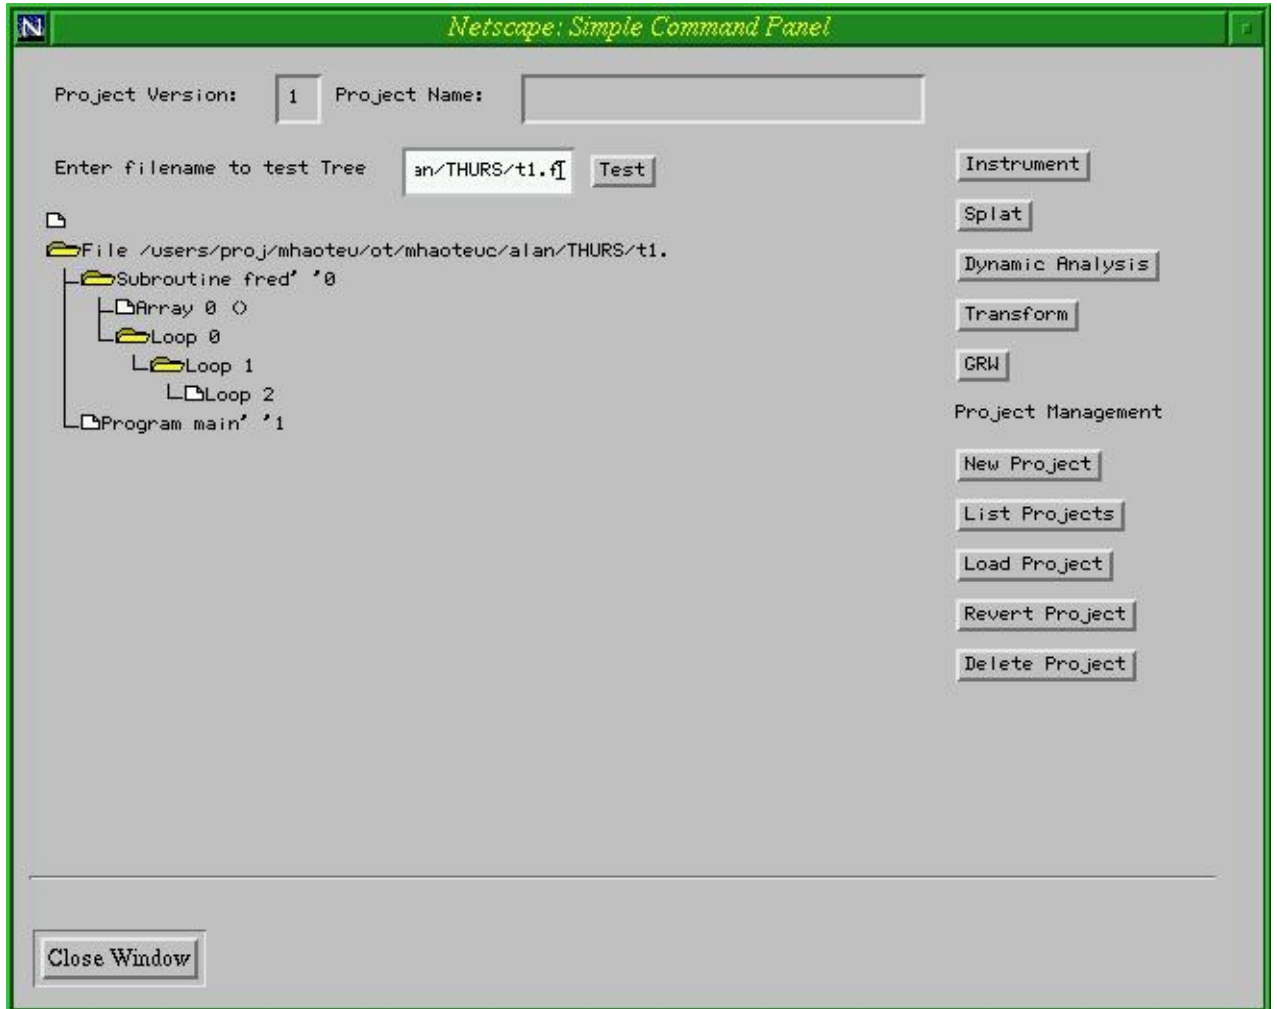 N Netscape: Simple Command Panel
Project Version: 1 Project Name:
Enter filename to test Tree an/THURS/t1.f Test
Instrument
Splat
File /users/proj/mhaoteu/ot/mhaoteuc/alan/THURS/t1.
Dynamic Analysis
Subroutine fred' '0
Array 0 ()
Transform
Loop 0
Loop 1
GRW
Loop 2
Project Management
Program main' '1
New Project
List Projects
Load Project
Revert Project
Delete Project
Close Window